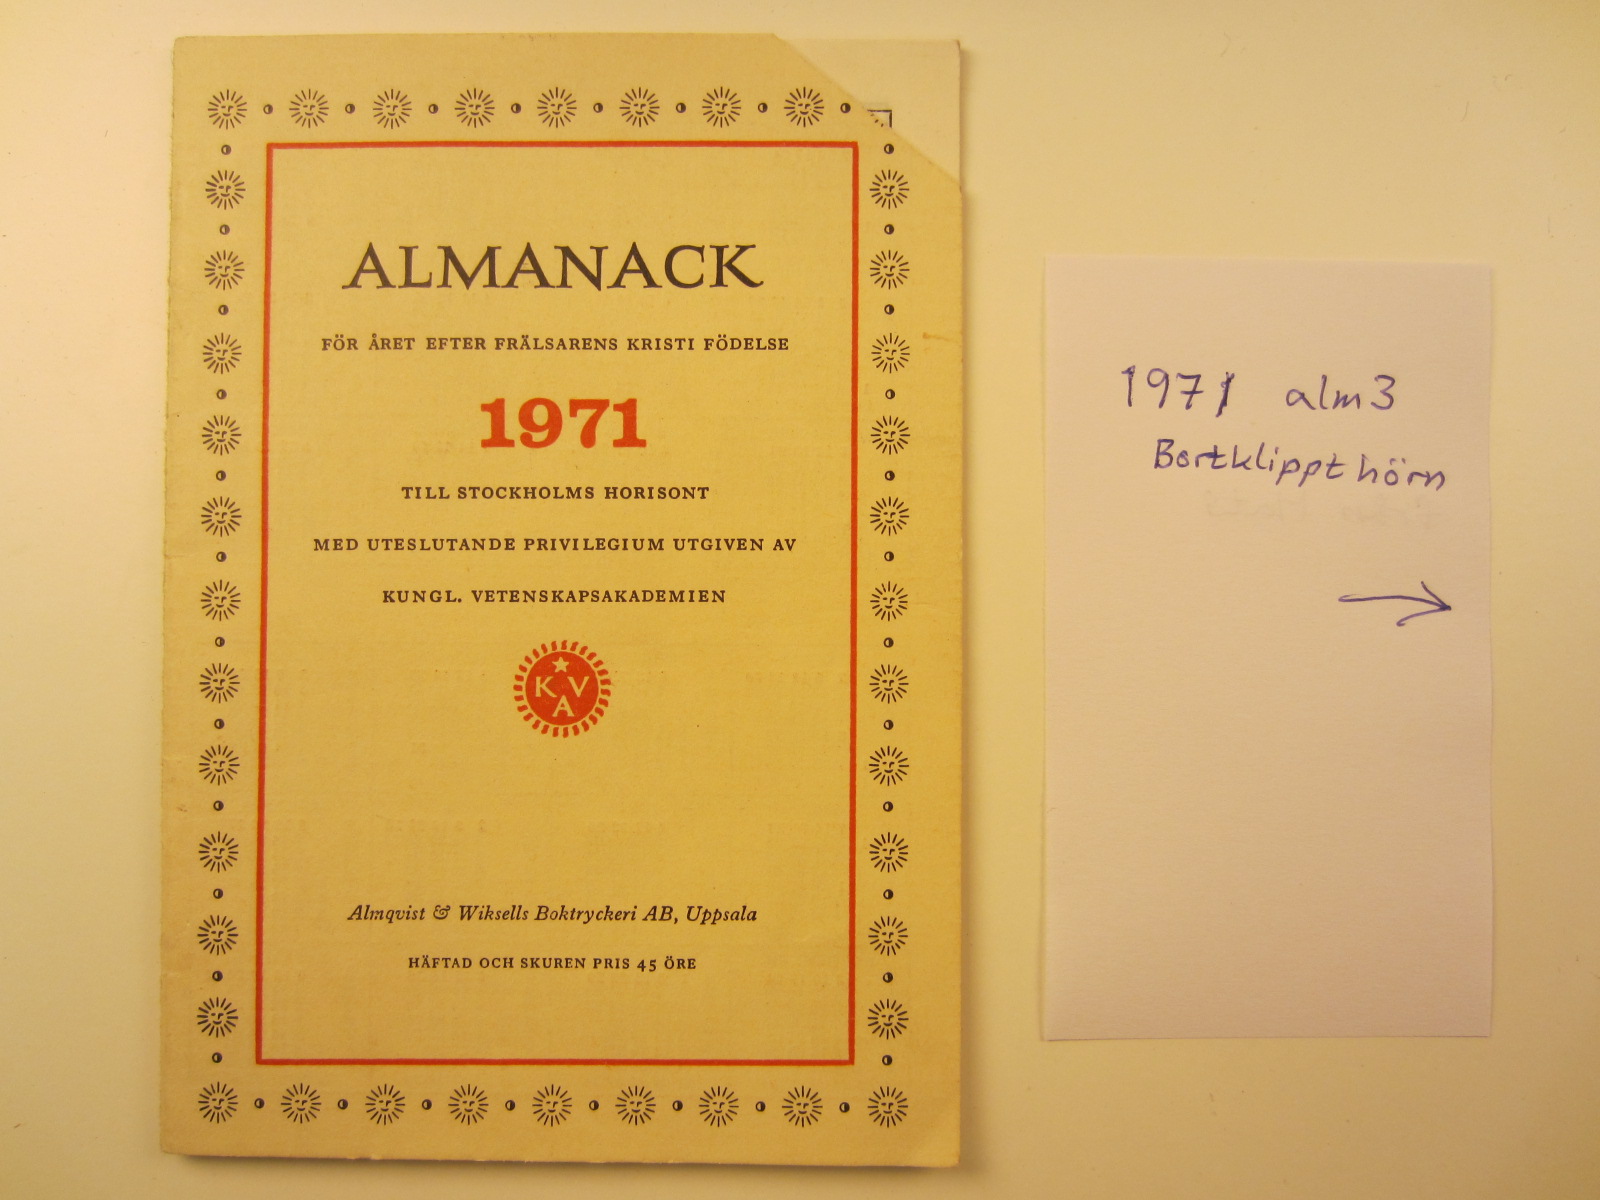 ALMANACK
FÖR ÅRET EFTER FRÄLSARENS KRISTI FÖDELSE
1971
TILL STOCKHOLMS HORISONT
MED UTESLUTANDE PRIVILEGIUM UTGIVEN AV
KUNGL. VETENSKAPSAKADEMIEN
K V
A
Almqvist & Wiksells Boktryckeri AB, Uppsala
HÄFTAD OCH SKUREN PRIS 45 ÖRE
1971 alm3
Bortklippt hörn